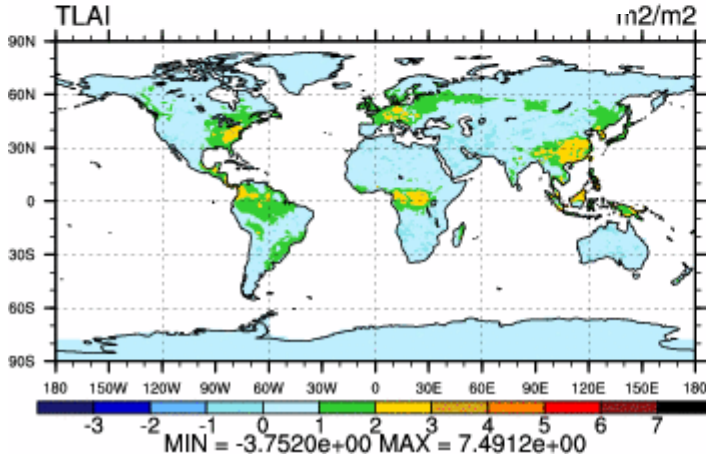 TLAI m2/m2
90N
60N
30N
0
30S
60S
90S
180 150W 120W 90W 60W 30W 0 30E 60E 90E 120E 150E 180
-3 -2 -1 0 1 2 3 4 5 6 7
MIN = -3.7520e+00 MAX = 7.4912e+00